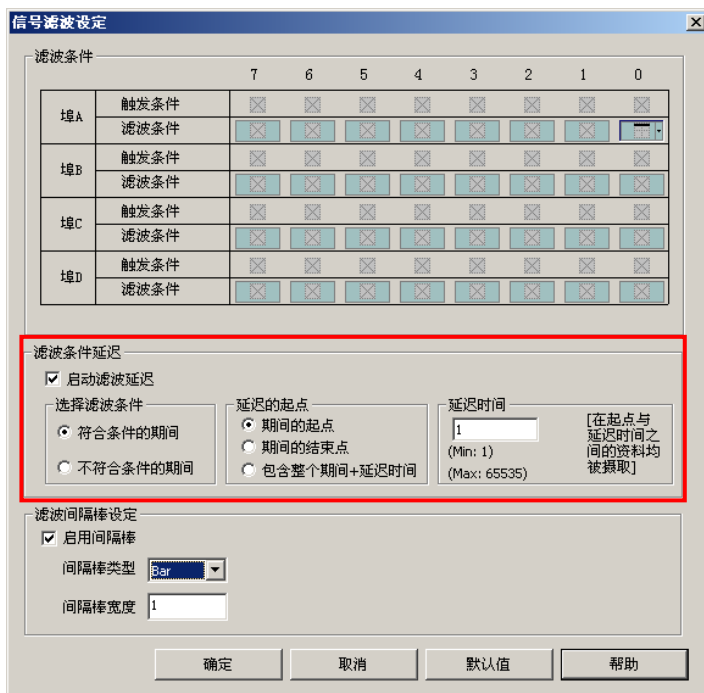 信号滤波设定
滤波条件
7 6 5 4 3 2 1 0
埠A
触发条件
滤波条件
埠B
触发条件
滤波条件
埠C
触发条件
滤波条件
埠D
触发条件
滤波条件
滤波条件延迟
启动滤波延迟
选择滤波条件
符合条件的期间
不符合条件的期间
延迟的起点
期间的起点
期间的结束点
包含整个期间+延迟时间
延迟时间
1
(Min: 1)
(Max: 65535)
[在起点与
延迟时间之
间的资料均
被摄取]
滤波间隔棒设定
启用间隔棒
间隔棒类型 Bar
间隔棒宽度 1
确定 取消 默认值 帮助